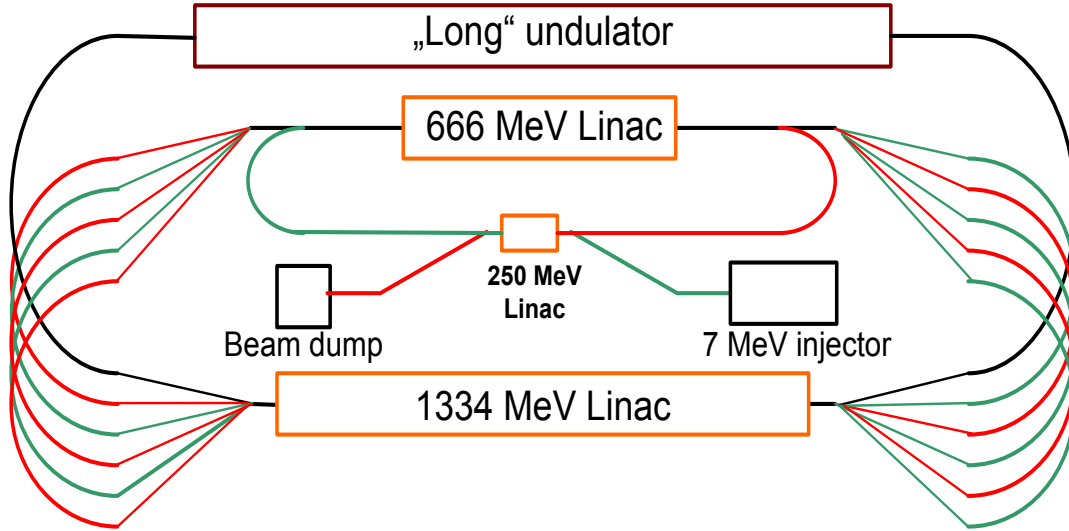 „Long“ undulator
666 MeV Linac
250 MeV
Linac
Beam dump
7 MeV injector
1334 MeV Linac